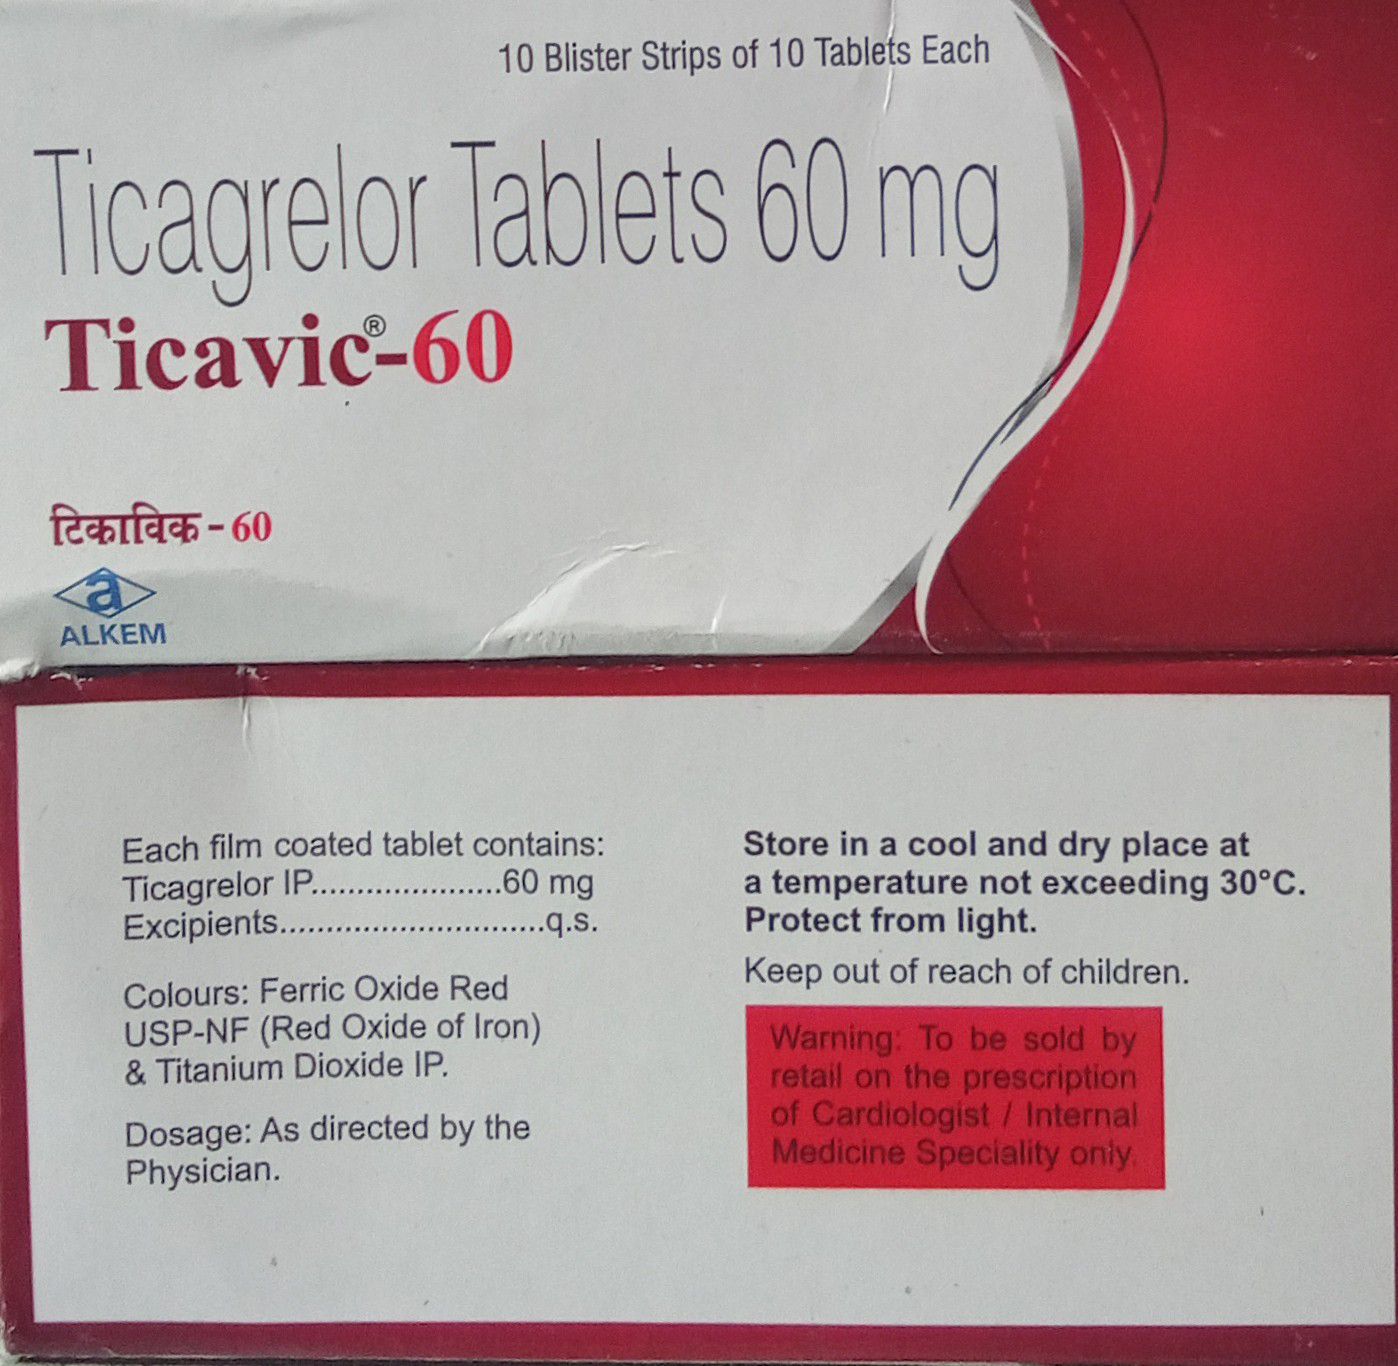 10 Blister Strips of 10 Tablets Each
Ticagrelor Tablets 60 mg
Ticavic®-60
टिकाविक - 60
a
ALKEM
Each film coated tablet contains:
Ticagrelor IP.....................60 mg
Excipients.............................q.s.
Colours: Ferric Oxide Red
USP-NF (Red Oxide of Iron)
& Titanium Dioxide IP.
Dosage: As directed by the
Physician.
Store in a cool and dry place at
a temperature not exceeding 30°C.
Protect from light.
Keep out of reach of children.
Warning: To be sold by
retail on the prescription
of Cardiologist / Internal
Medicine Speciality only.